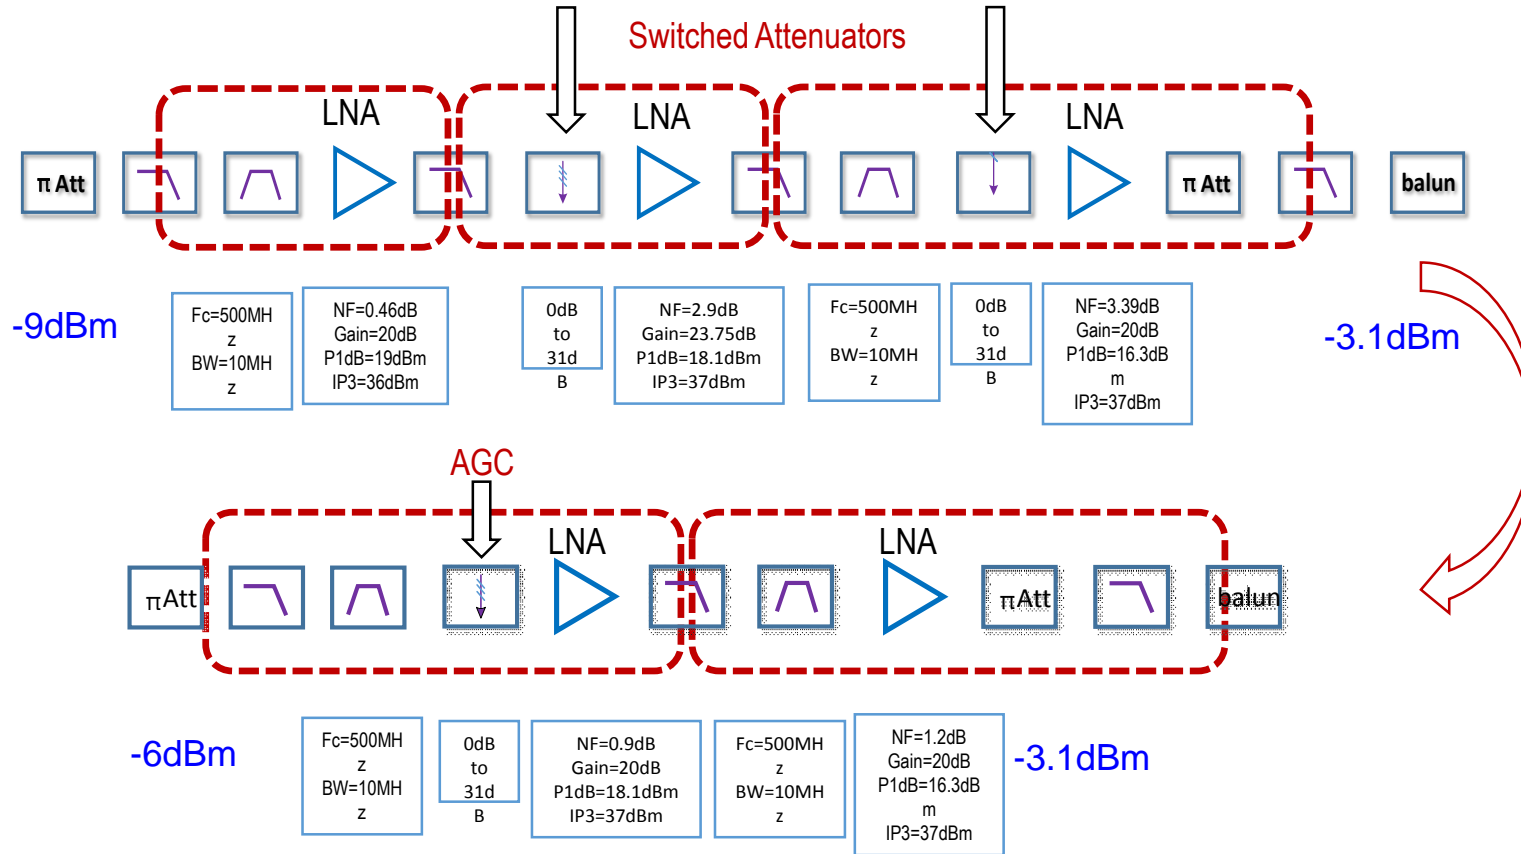 Switched Attenuators
LNA
LNA
LNA
π Att
π Att
balun
-9dBm
Fc=500MH
z
BW=10MH
z
NF=0.46dB
Gain=20dB
P1dB=19dBm
IP3=36dBm
0dB
to
31d
B
NF=2.9dB
Gain=23.75dB
P1dB=18.1dBm
IP3=37dBm
Fc=500MH
z
BW=10MH
z
0dB
to
31d
B
NF=3.39dB
Gain=20dB
P1dB=16.3dB
m
IP3=37dBm
-3.1dBm
AGC
LNA
LNA
πAtt
πAtt
balun
-6dBm
Fc=500MH
z
BW=10MH
z
0dB
to
31d
B
NF=0.9dB
Gain=20dB
P1dB=18.1dBm
IP3=37dBm
Fc=500MH
z
BW=10MH
z
NF=1.2dB
Gain=20dB
P1dB=16.3dB
m
IP3=37dBm
-3.1dBm